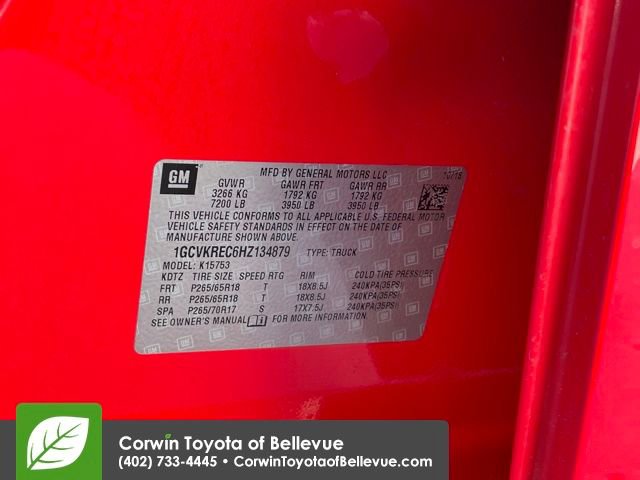 GM
MFD BY GENERAL MOTORS LLC
GVWR GAWR FRT GAWR RR
3266 KG 1792 KG 1792 KG
7200 LB 3950 LB 3950 LB
THIS VEHICLE CONFORMS TO ALL APPLICABLE U.S. FEDERAL MOTOR
VEHICLE SAFETY STANDARDS IN EFFECT ON THE DATE OF
MANUFACTURE SHOWN ABOVE.
1GCVKREC6HZ134879 TYPE: TRUCK
MODEL: K15753
KDTZ TIRE SIZE SPEED RTG RIM COLD TIRE PRESSURE
FRT P265/65R18 T 18X8.5J 240KPA(35PSI)
RR P265/65R18 T 18X8.5J 240KPA(35PSI)
SPA P265/70R17 S 17X7.5J 240KPA(35PSI)
SEE OWNER'S MANUAL FOR MORE INFORMATION.
Corwin Toyota of Bellevue
(402) 733-4445 • CorwinToyotaofBellevue.com